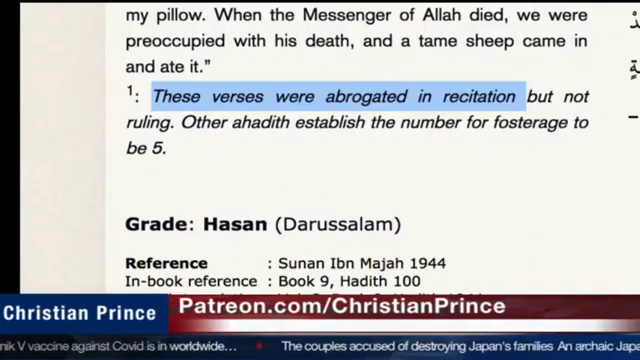 my pillow. When the Messenger of Allah died, we were
preoccupied with his death, and a tame sheep came in
and ate it."
1: These verses were abrogated in recitation but not
ruling. Other ahadith establish the number for fosterage to
be 5.
Grade: Hasan (Darussalam)
Reference : Sunan Ibn Majah 1944
In-book reference : Book 9, Hadith 100
Christian Prince
Patreon.com/ChristianPrince
nik V vaccine against Covid is in worldwide... The couples accused of destroying Japan's families An archaic Jap